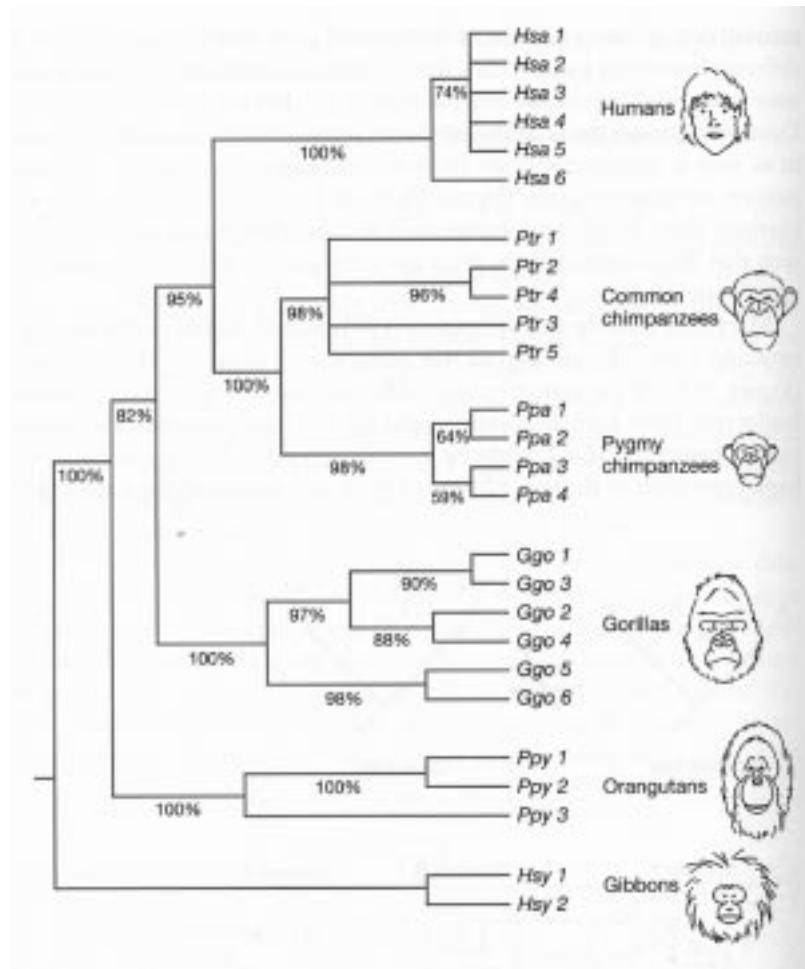 Hsa 1
Hsa 2
74%
Hsa 3
Humans
Hsa 4
100%
Hsa 5
Hsa 6
Ptr 1
Ptr 2
95%
96%
Ptr 4
Common
chimpanzees
98%
Ptr 3
100%
Ptr 5
82%
Ppa 1
64%
Ppa 2
Pygmy
chimpanzees
98%
Ppa 3
100%
59%
Ppa 4
Ggo 1
90%
Ggo 3
97%
Ggo 2
Gorillas
88%
Ggo 4
100%
Ggo 5
98%
Ggo 6
Ppy 1
100%
Ppy 2
Orangutans
100%
Ppy 3
Hsy 1
Gibbons
Hsy 2